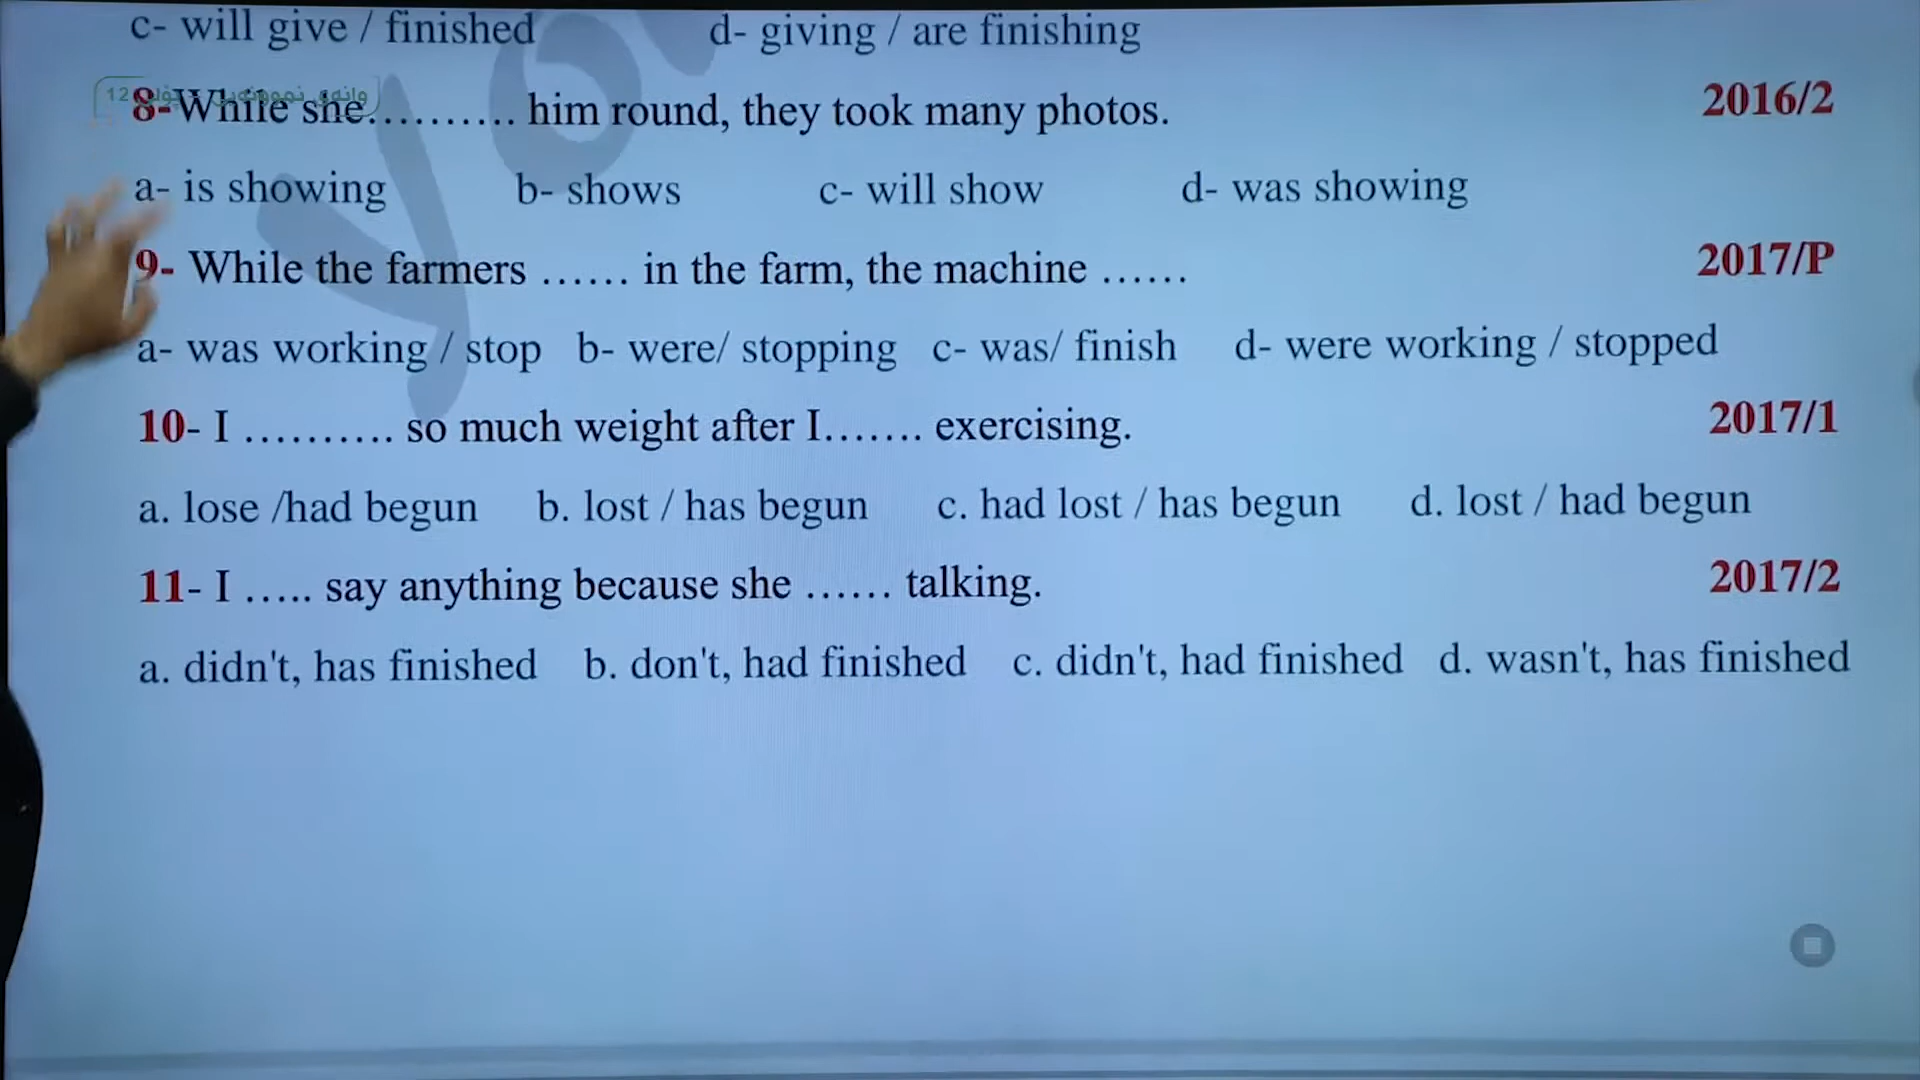 c- will give / finished d- giving / are finishing
8-While she.......... him round, they took many photos. 2016/2
a- is showing b- shows c- will show d- was showing
9- While the farmers ...... in the farm, the machine ...... 2017/P
a- was working / stop b- were/ stopping c- was/ finish d- were working / stopped
10- I .......... so much weight after I....... exercising. 2017/1
a. lose /had begun b. lost / has begun c. had lost / has begun d. lost / had begun
11- I ..... say anything because she ...... talking. 2017/2
a. didn't, has finished b. don't, had finished c. didn't, had finished d. wasn't, has finished